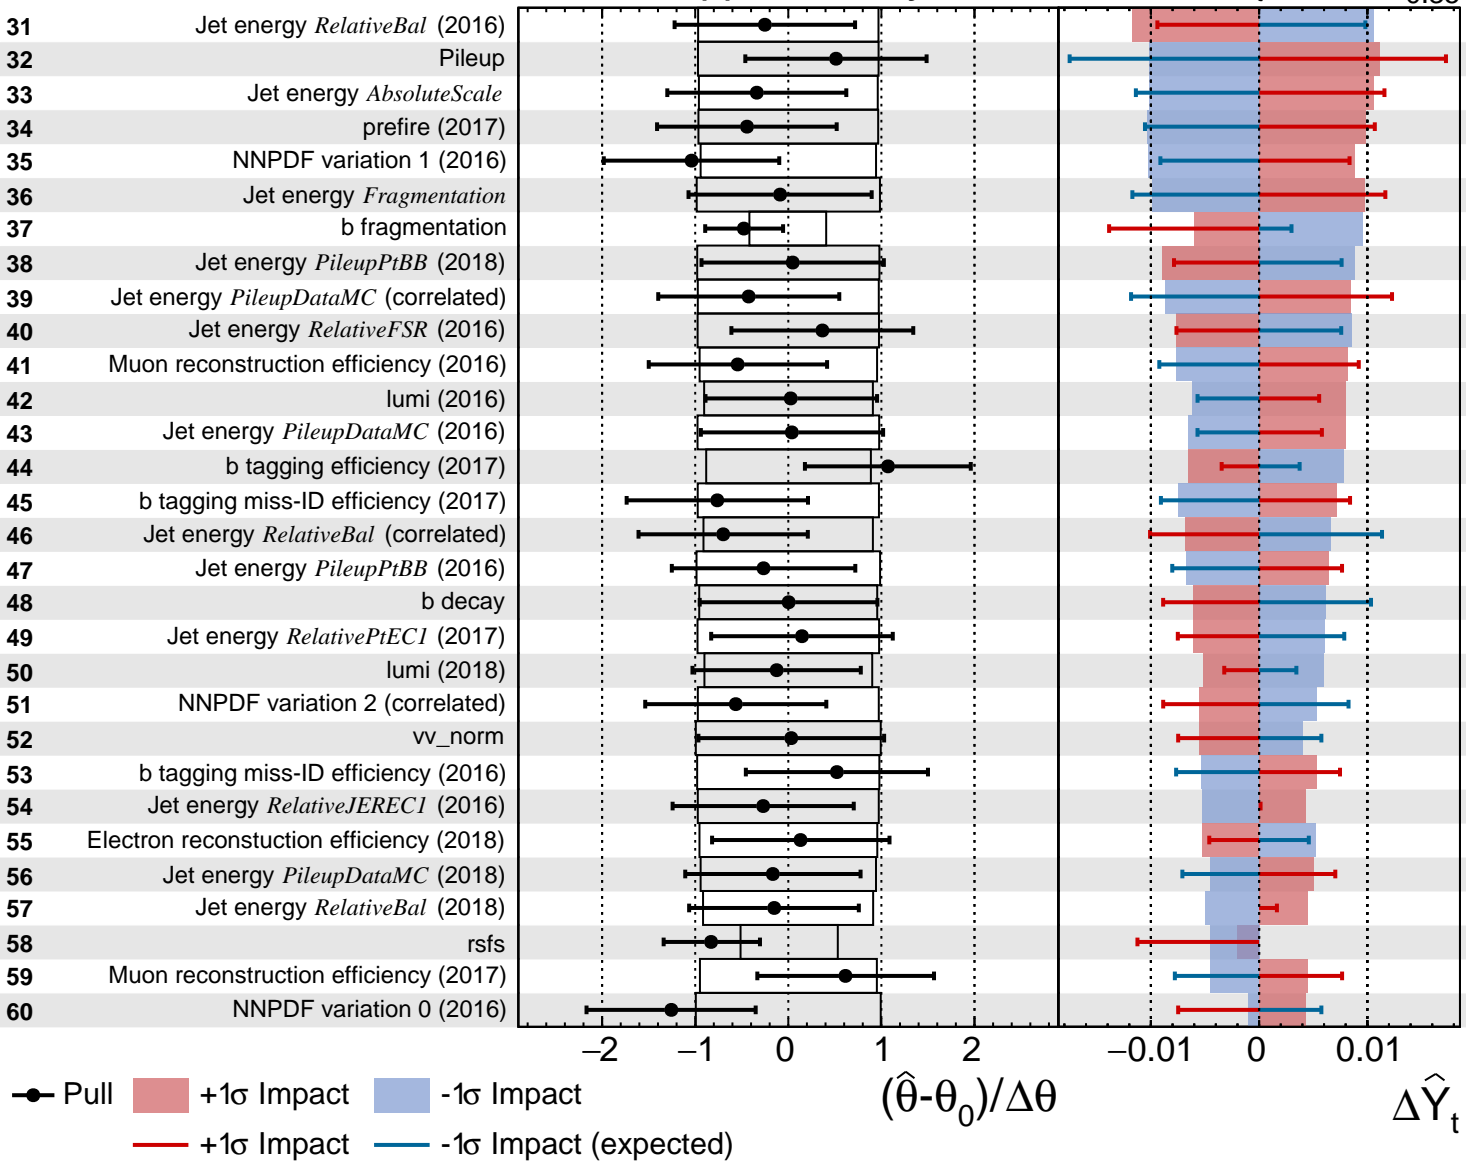 31 Jet energy RelativeBal (2016)
32 Pileup
33 Jet energy AbsoluteScale
34 prefire (2017)
35 NNPDF variation 1 (2016)
36 Jet energy Fragmentation
37 b fragmentation
38 Jet energy PileupPtBB (2018)
39 Jet energy PileupDataMC (correlated)
40 Jet energy RelativeFSR (2016)
41 Muon reconstruction efficiency (2016)
42 lumi (2016)
43 Jet energy PileupDataMC (2016)
44 b tagging efficiency (2017)
45 b tagging miss-ID efficiency (2017)
46 Jet energy RelativeBal (correlated)
47 Jet energy PileupPtBB (2016)
48 b decay
49 Jet energy RelativePtEC1 (2017)
50 lumi (2018)
51 NNPDF variation 2 (correlated)
52 vv_norm
53 b tagging miss-ID efficiency (2016)
54 Jet energy RelativeJEREC1 (2016)
55 Electron reconstuction efficiency (2018)
56 Jet energy PileupDataMC (2018)
57 Jet energy RelativeBal (2018)
58 rsfs
59 Muon reconstruction efficiency (2017)
60 NNPDF variation 0 (2016)
−2 −1 0 1 2 −0.01 0 0.01
Pull +1σ Impact -1σ Impact (θ̂-θ₀)/Δθ ΔŶₜ
+1σ Impact -1σ Impact (expected)